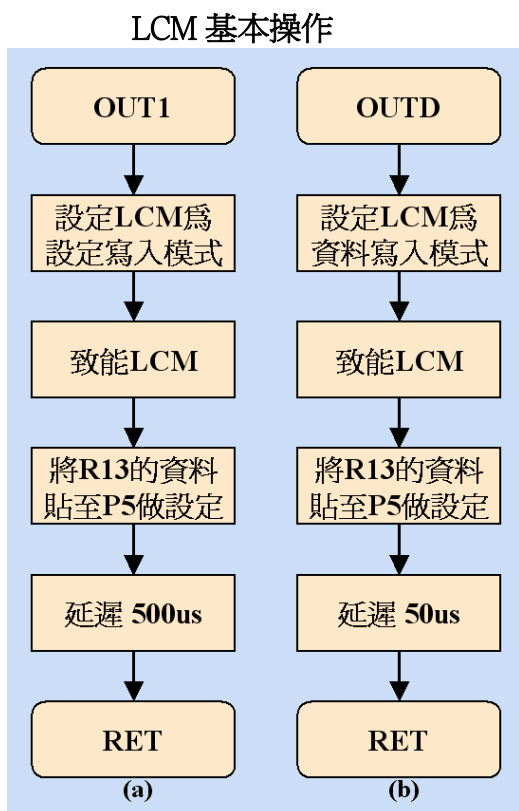 LCM 基本操作
OUT1
設定LCM爲
設定寫入模式
致能LCM
將R13的資料
貼至P5做設定
延遲 500us
RET
(a)
OUTD
設定LCM爲
資料寫入模式
致能LCM
將R13的資料
貼至P5做設定
延遲 50us
RET
(b)